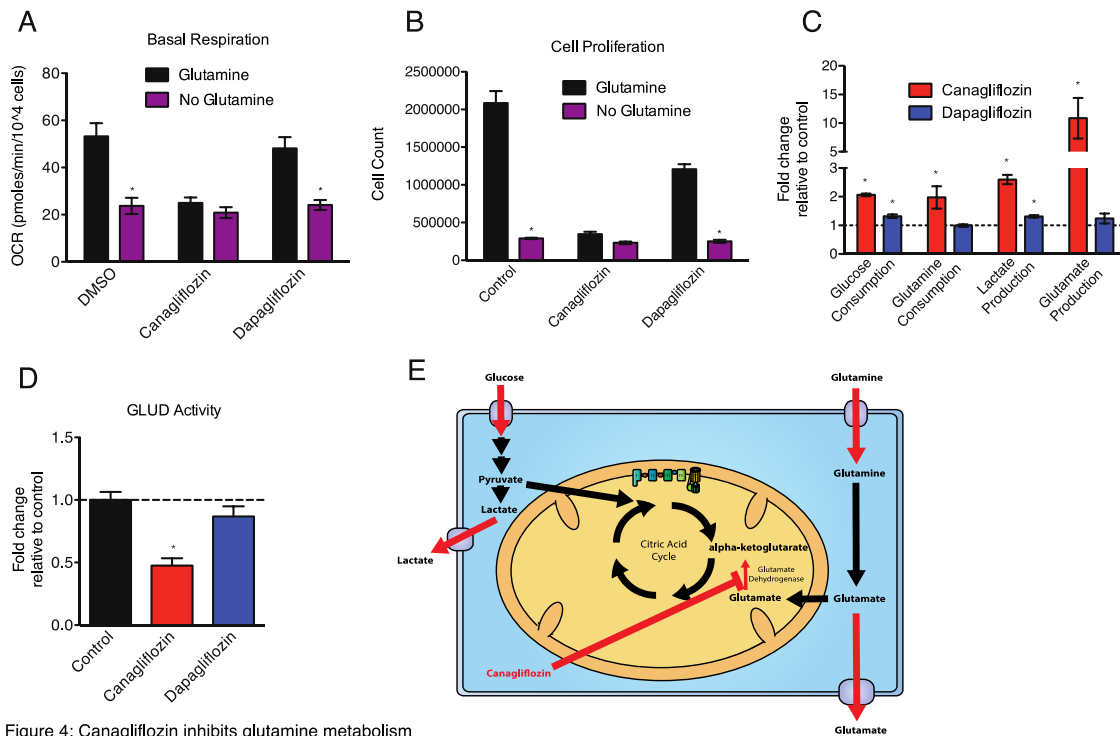 A
Basal Respiration
Glutamine
No Glutamine
OCR (pmoles/min/10^4 cells)
80
60
40
20
0
*
*
DMSO
Canagliflozin
Dapagliflozin
B
Cell Proliferation
Glutamine
No Glutamine
Cell Count
2500000
2000000
1500000
1000000
500000
0
*
*
Control
Canagliflozin
Dapagliflozin
C
Canagliflozin
Dapagliflozin
Fold change
relative to control
20
15
10
5
3
2
1
0
*
*
*
*
*
*
Glucose
Consumption
Glutamine
Consumption
Lactate
Production
Glutamate
Production
D
GLUD Activity
Fold change
relative to control
1.5
1.0
0.5
0.0
*
Control
Canagliflozin
Dapagliflozin
E
Glucose
Glutamine
Pyruvate
Lactate
Lactate
Citric Acid
Cycle
alpha-ketoglutarate
Glutamate
Dehydrogenase
Glutamate
Glutamine
Glutamate
Canagliflozin
Glutamate
Figure 4: Canagliflozin inhibits glutamine metabolism